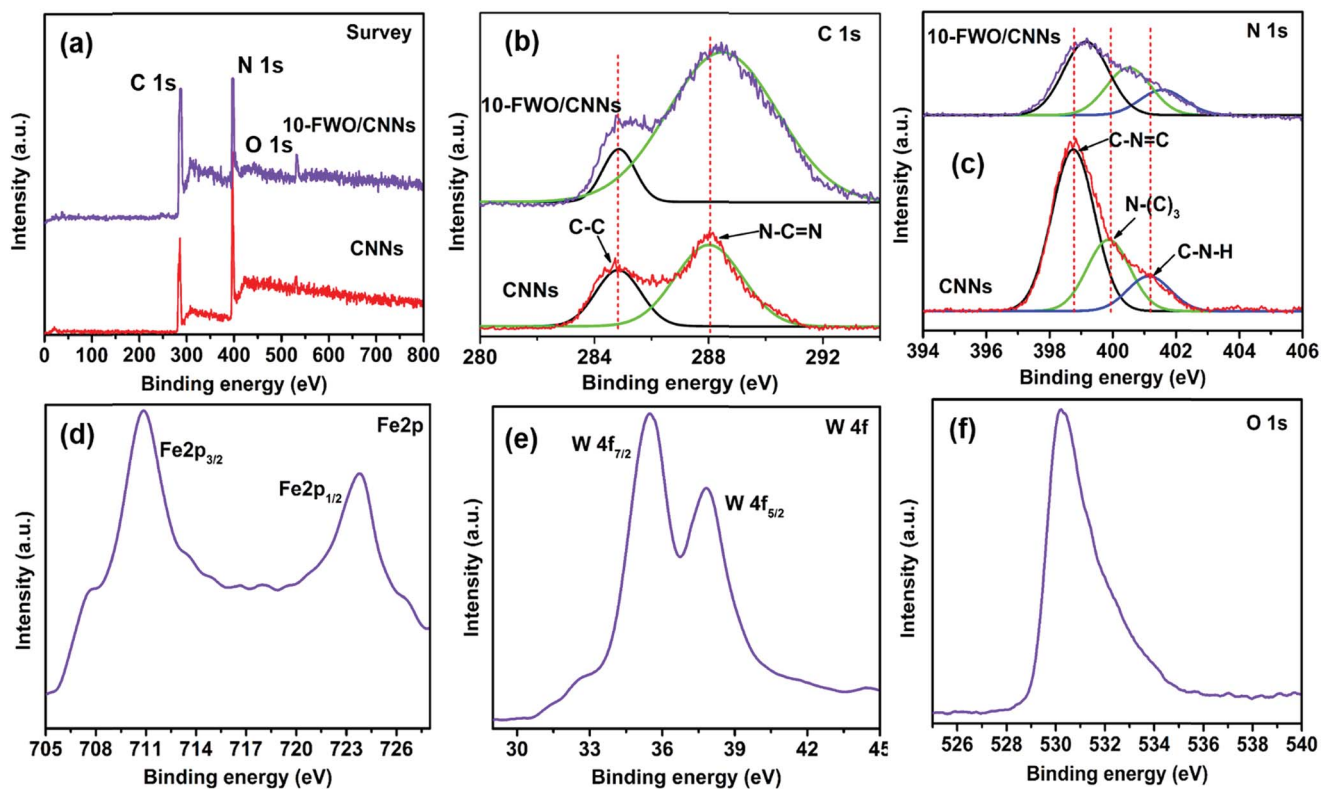 (a)
Survey
C 1s
N 1s
10-FWO/CNNs
O 1s
CNNs
Intensity (a.u.)
0 100 200 300 400 500 600 700 800
Binding energy (eV)
(b)
C 1s
10-FWO/CNNs
C-C
N-C=N
CNNs
Intensity (a.u.)
280 284 288 292
Binding energy (eV)
10-FWO/CNNs
N 1s
(c)
C-N=C
N-(C)₃
C-N-H
CNNs
Intensity (a.u.)
394 396 398 400 402 404 406
Binding energy (eV)
(d)
Fe2p
Fe2p₃/₂
Fe2p₁/₂
Intensity (a.u.)
705 708 711 714 717 720 723 726
Binding energy (eV)
(e)
W 4f
W 4f₇/₂
W 4f₅/₂
Intensity (a.u.)
30 33 36 39 42 45
Binding energy (eV)
(f)
O 1s
Intensity (a.u.)
526 528 530 532 534 536 538 540
Binding energy (eV)